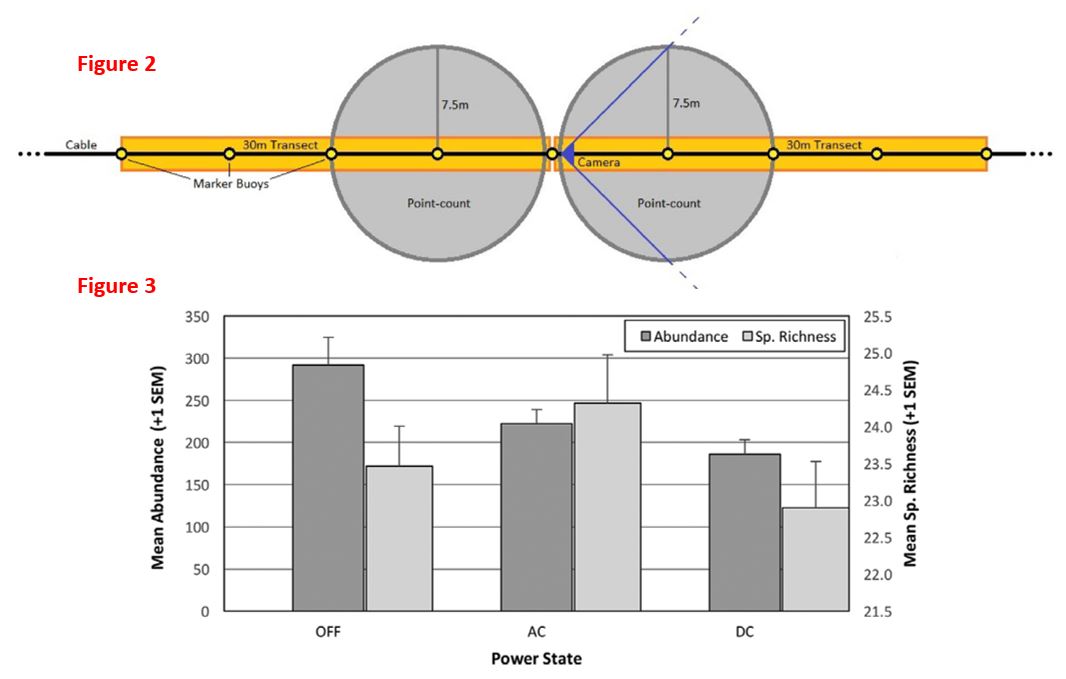 Figure 2
7.5m
7.5m
Cable
30m Transect
30m Transect
Camera
Marker Buoys
Point-count
Point-count
Figure 3
350
300
250
200
150
100
50
0
Mean Abundance (+1 SEM)
Abundance
Sp. Richness
25.5
25.0
24.5
24.0
23.5
23.0
22.5
22.0
21.5
Mean Sp. Richness (+1 SEM)
OFF
AC
DC
Power State